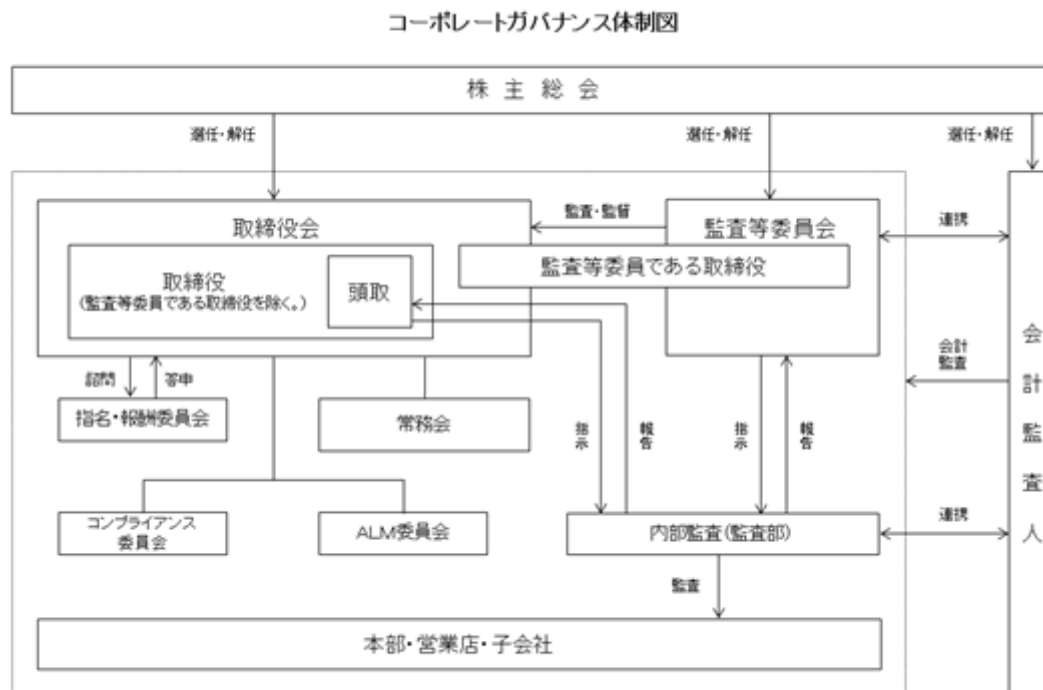 コーポレートガバナンス体制図
株主総会
選任・解任
選任・解任
選任・解任
取締役会
監査・監督
監査等委員会
連携
監査等委員である取締役
取締役
(監査等委員である取締役を除く。)
頭取
会計監査人
会計
監査
諮問
答申
指名・報酬委員会
常務会
指示
報告
指示
報告
コンプライアンス
委員会
ALM委員会
内部監査(監査部)
連携
監査
本部・営業店・子会社